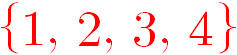 {1, 2, 3, 4}